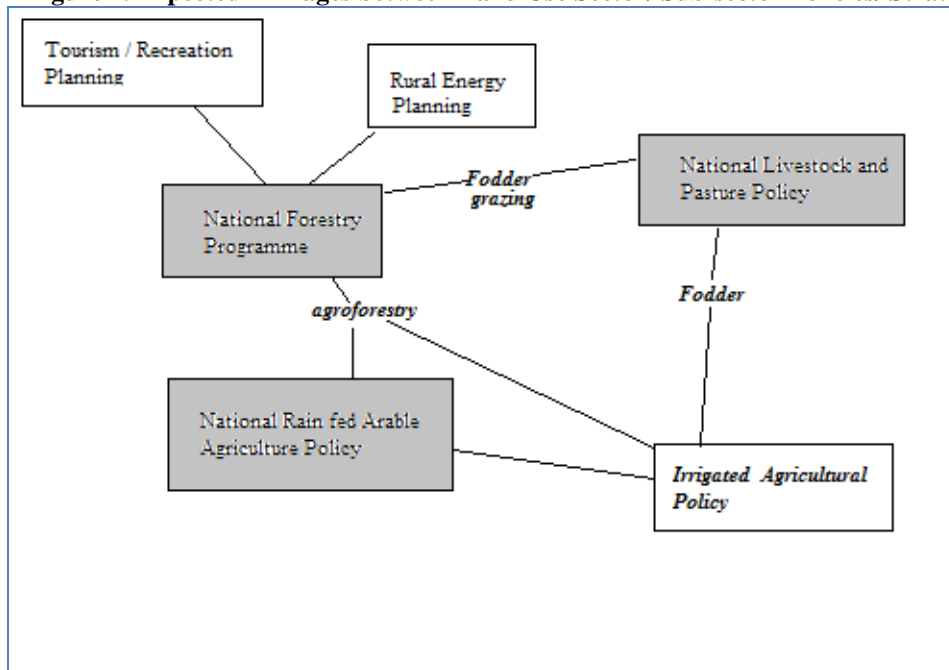 Tourism / Recreation
Planning
Rural Energy
Planning
National Livestock and
Pasture Policy
Fodder
grazing
National Forestry
Programme
Fodder
agroforestry
National Rain fed Arable
Agriculture Policy
Irrigated Agricultural
Policy